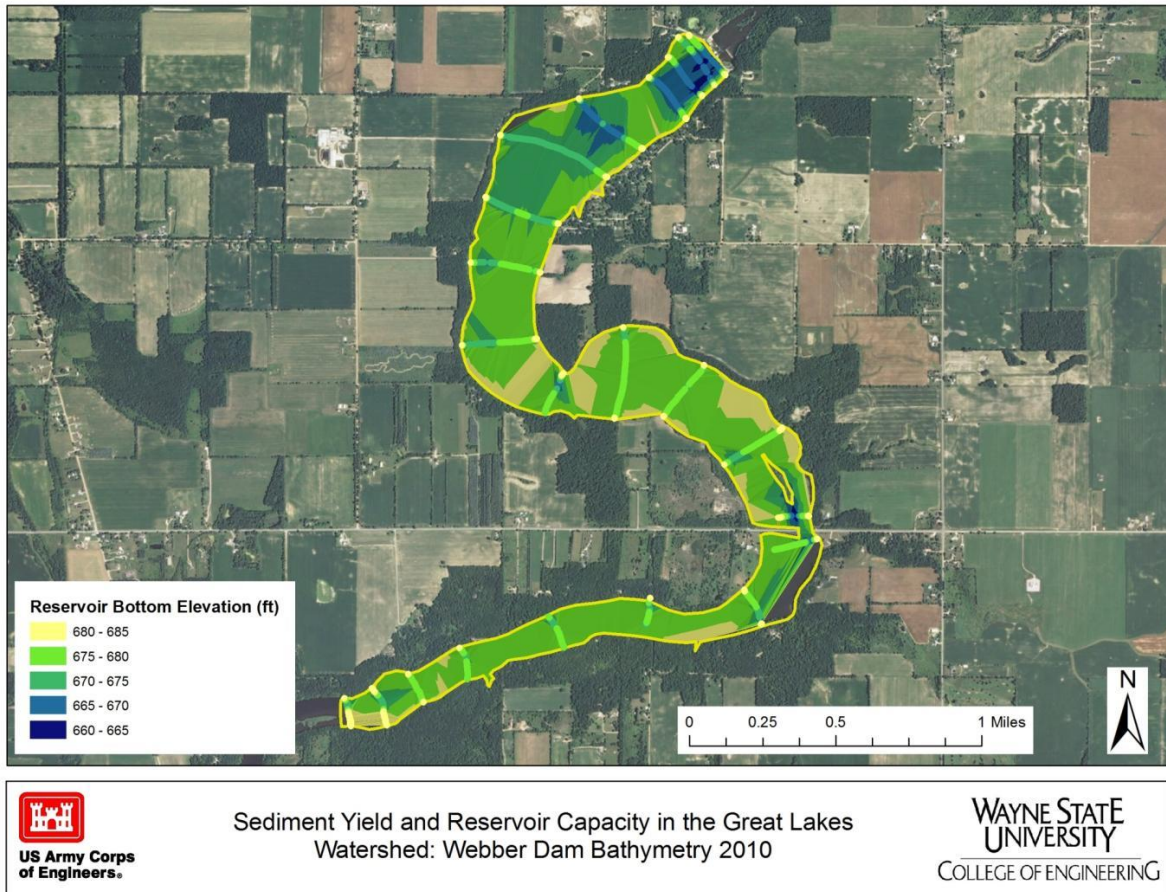 Reservoir Bottom Elevation (ft)
680 - 685
675 - 680
670 - 675
665 - 670
660 - 665
N
0 0.25 0.5 1 Miles
US Army Corps
of Engineers®
Sediment Yield and Reservoir Capacity in the Great Lakes
Watershed: Webber Dam Bathymetry 2010
WAYNE STATE
UNIVERSITY
COLLEGE OF ENGINEERING